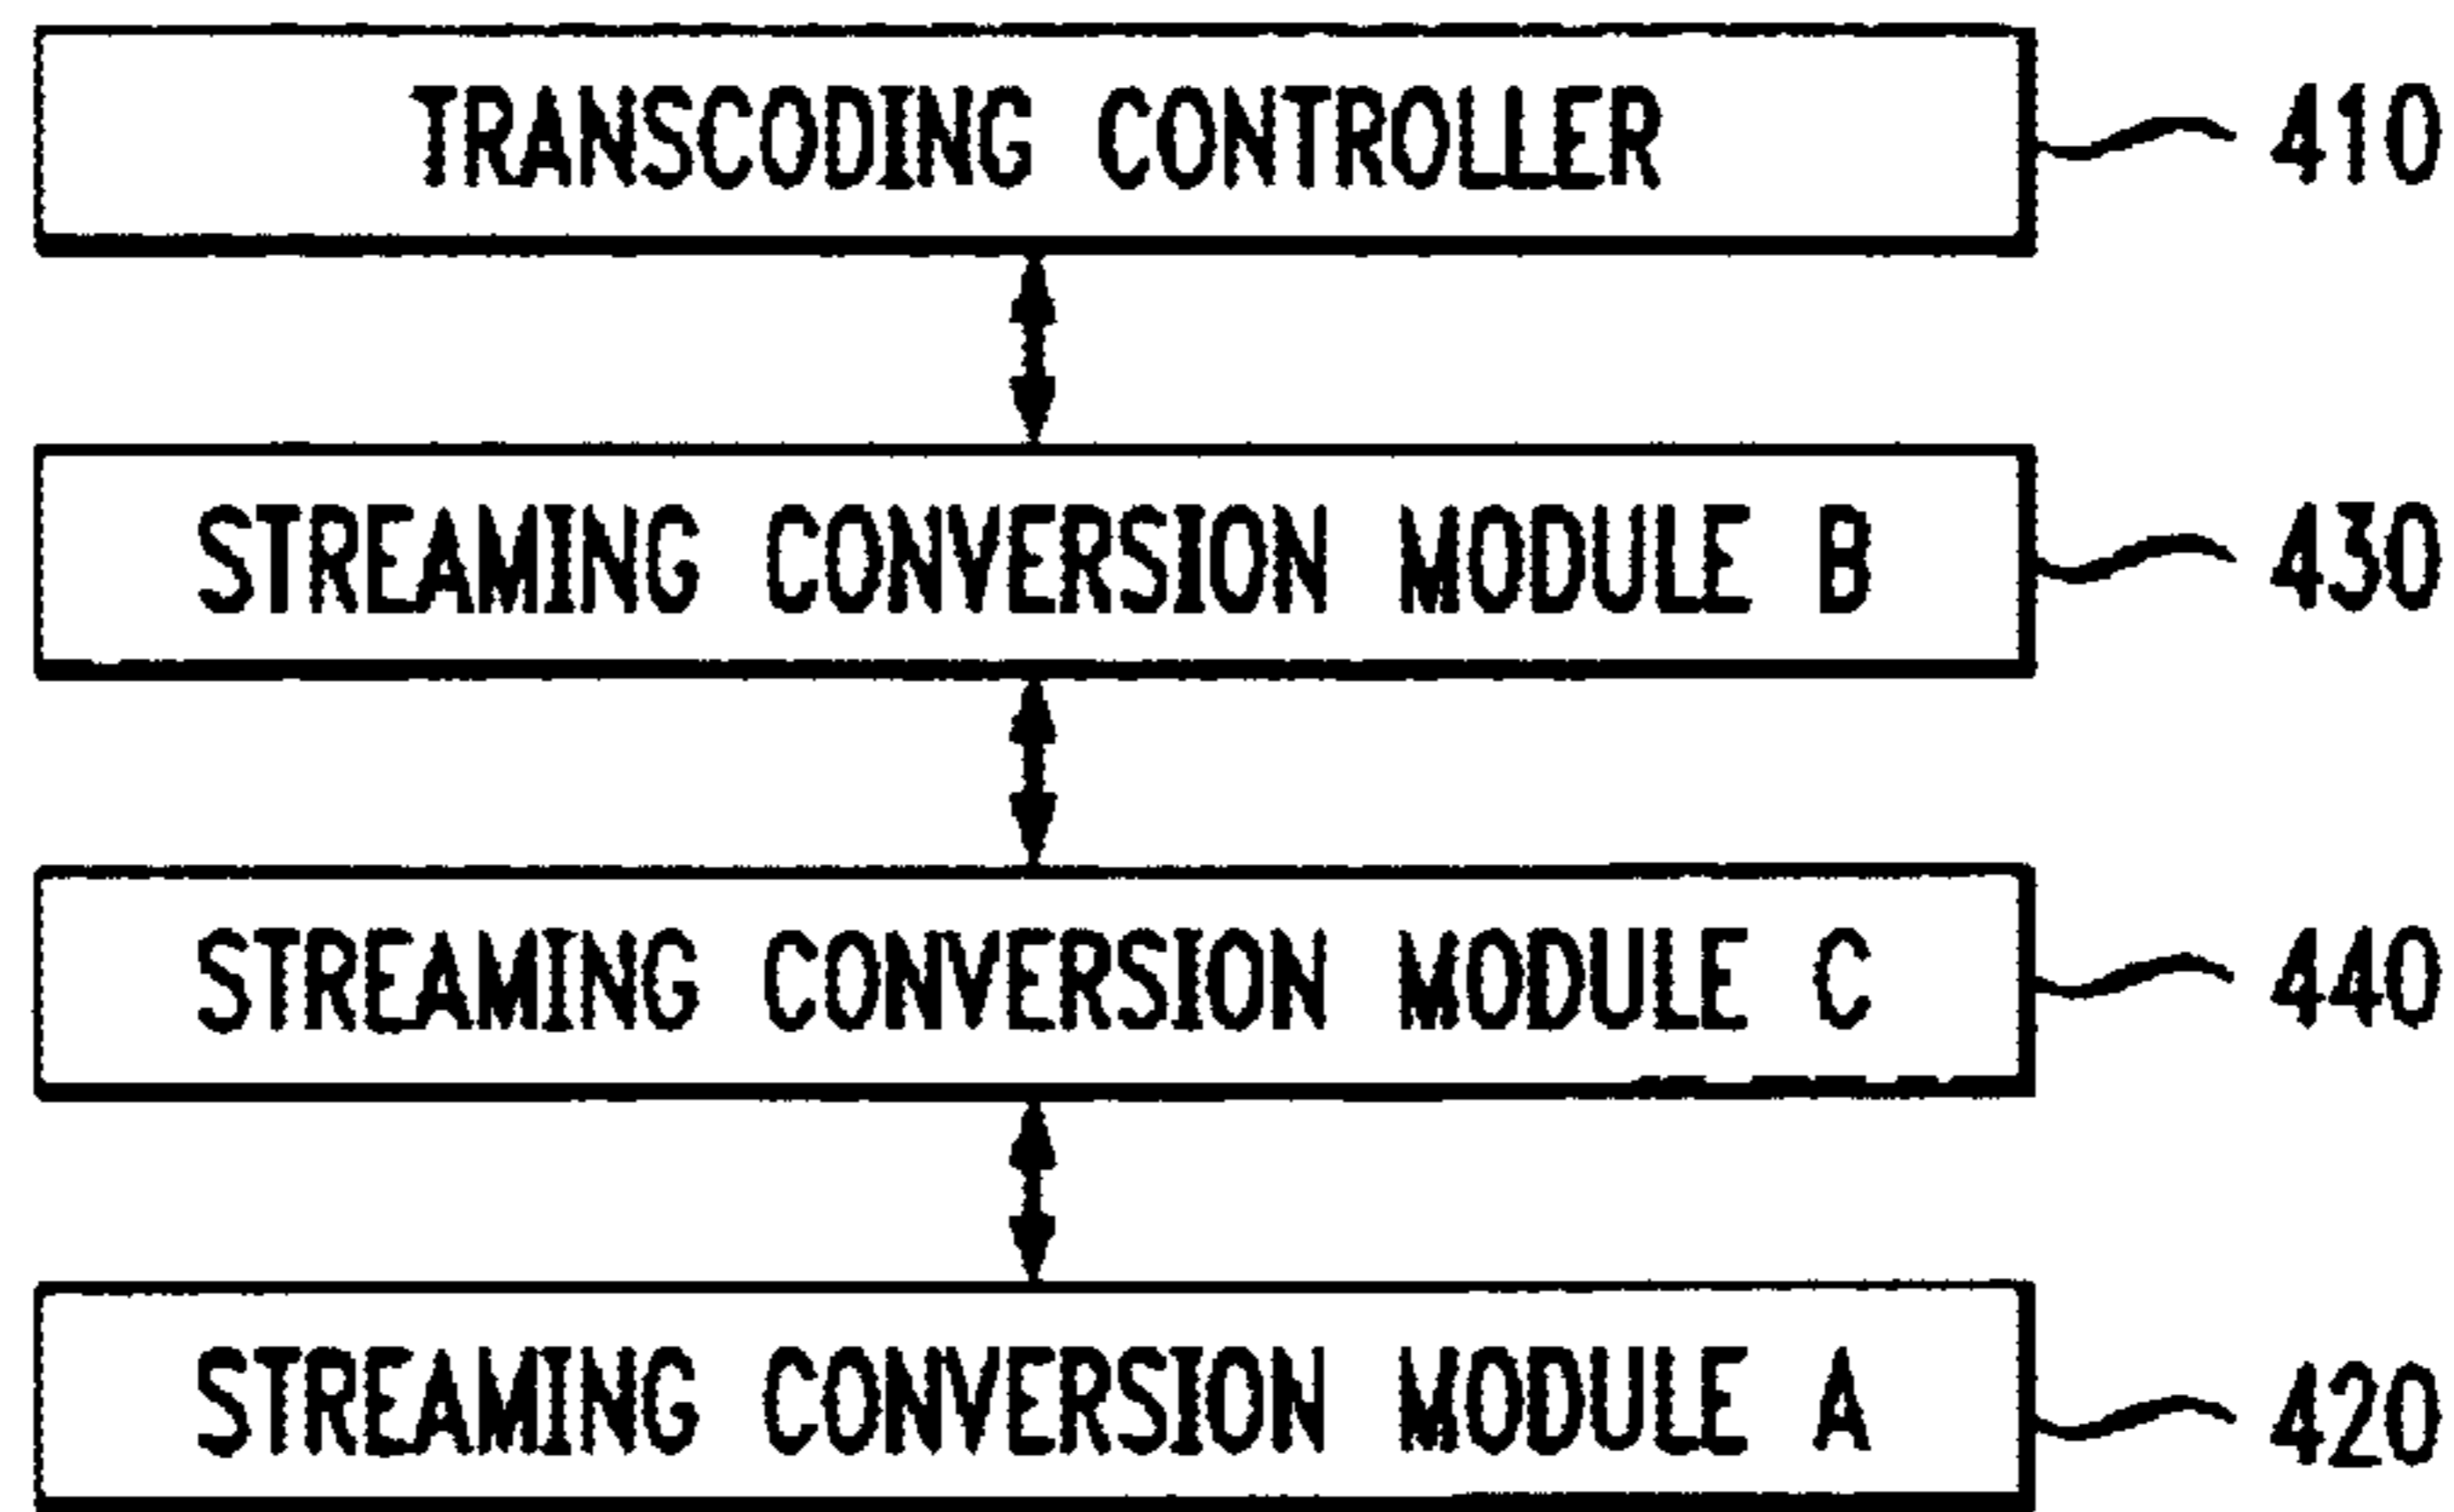 TRANSCODING CONTROLLER 410
STREAMING CONVERSION MODULE B 430
STREAMING CONVERSION MODULE C 440
STREAMING CONVERSION MODULE A 420